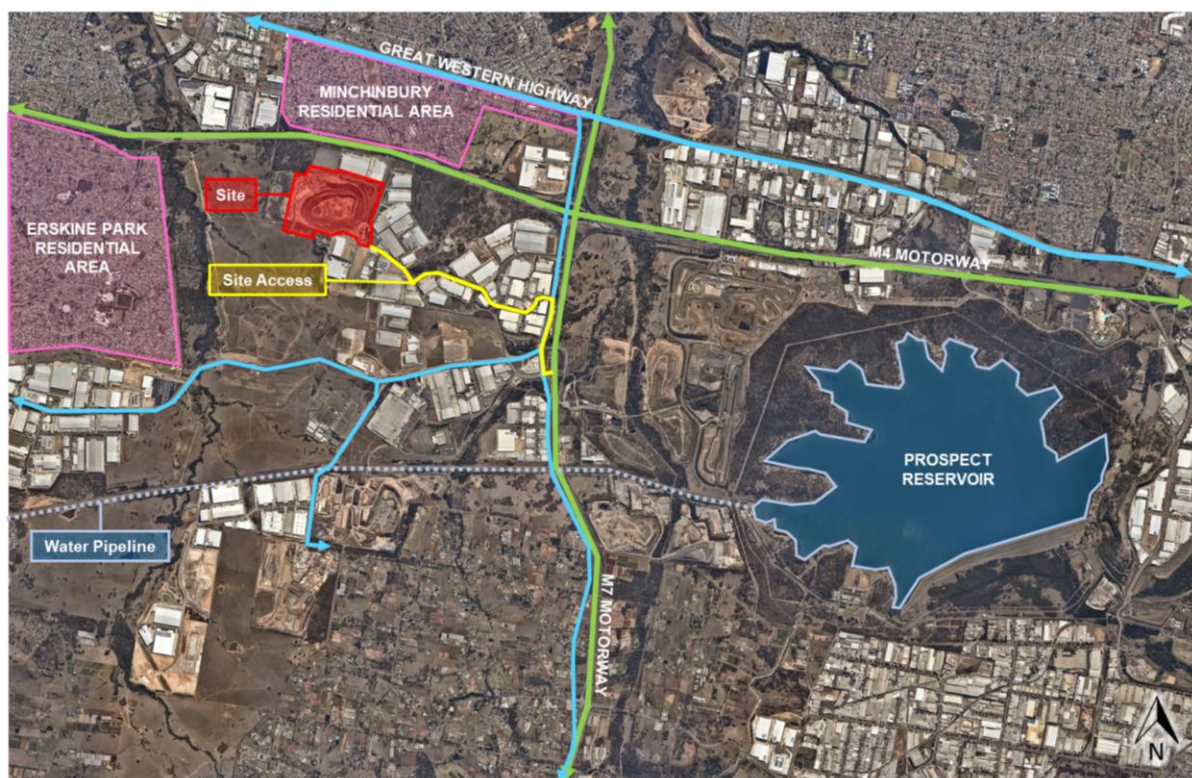 GREAT WESTERN HIGHWAY
MINCHINBURY
RESIDENTIAL AREA
Site
ERSKINE PARK
RESIDENTIAL
AREA
M4 MOTORWAY
Site Access
PROSPECT
RESERVOIR
Water Pipeline
M7 MOTORWAY
N